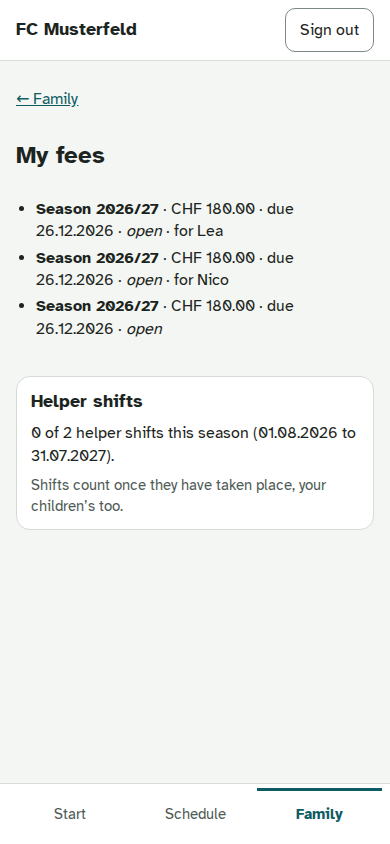 FC Musterfeld
Sign out
← Family
My fees
• Season 2026/27 · CHF 180.00 · due
26.12.2026 · open · for Lea
• Season 2026/27 · CHF 180.00 · due
26.12.2026 · open · for Nico
• Season 2026/27 · CHF 180.00 · due
26.12.2026 · open
Helper shifts
0 of 2 helper shifts this season (01.08.2026 to
31.07.2027).
Shifts count once they have taken place, your
children’s too.
Start
Schedule
Family